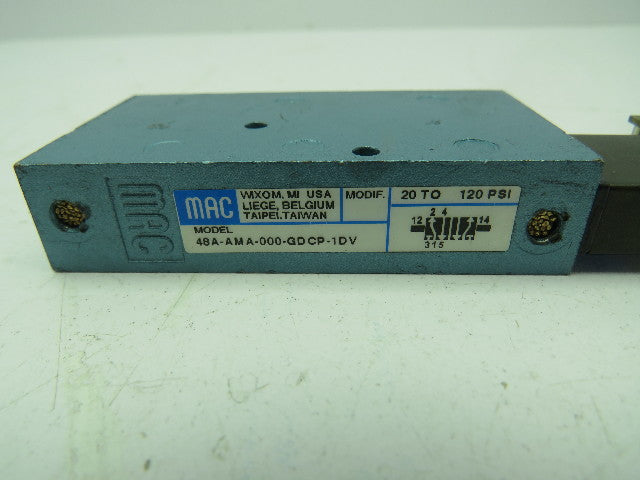 MAC
MAC
WIXOM, MI USA
LIEGE, BELGIUM
TAIPEI, TAIWAN
MODIF.
20 TO 120 PSI
MODEL
48A-AMA-000-GDCP-1DV
2 4
12 14
315